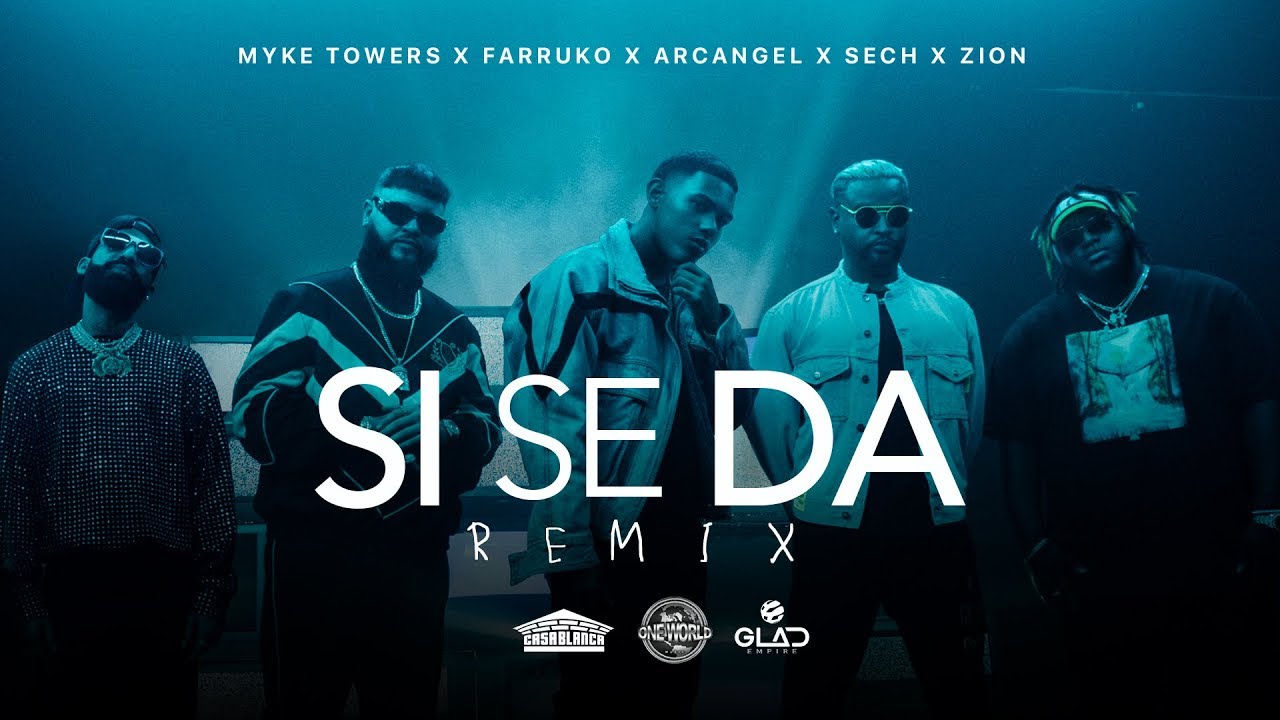 MYKE TOWERS X FARRUKO X ARCANGEL X SECH X ZION
SI SE DA
REMIX
CASABLANCA
ONE WORLD
GLAD
EMPIRE